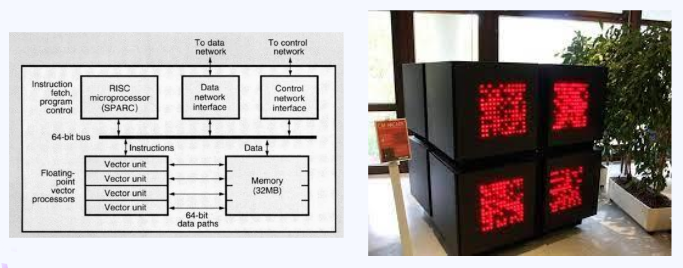 To data
network
To control
network
Instruction
fetch,
program
control
RISC
microprocessor
(SPARC)
Data
network
interface
Control
network
interface
64-bit bus
Instructions
Data
Floating-
point
vector
processors
Vector unit
Vector unit
Vector unit
Vector unit
Memory
(32MB)
64-bit
data paths